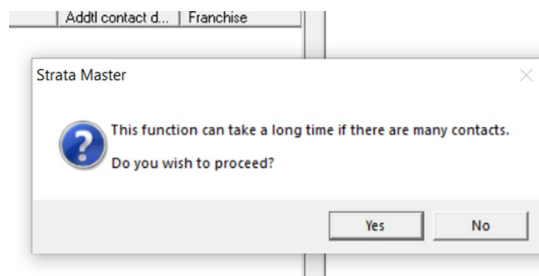 Addtl contact d... Franchise
Strata Master
This function can take a long time if there are many contacts.
Do you wish to proceed?
Yes No